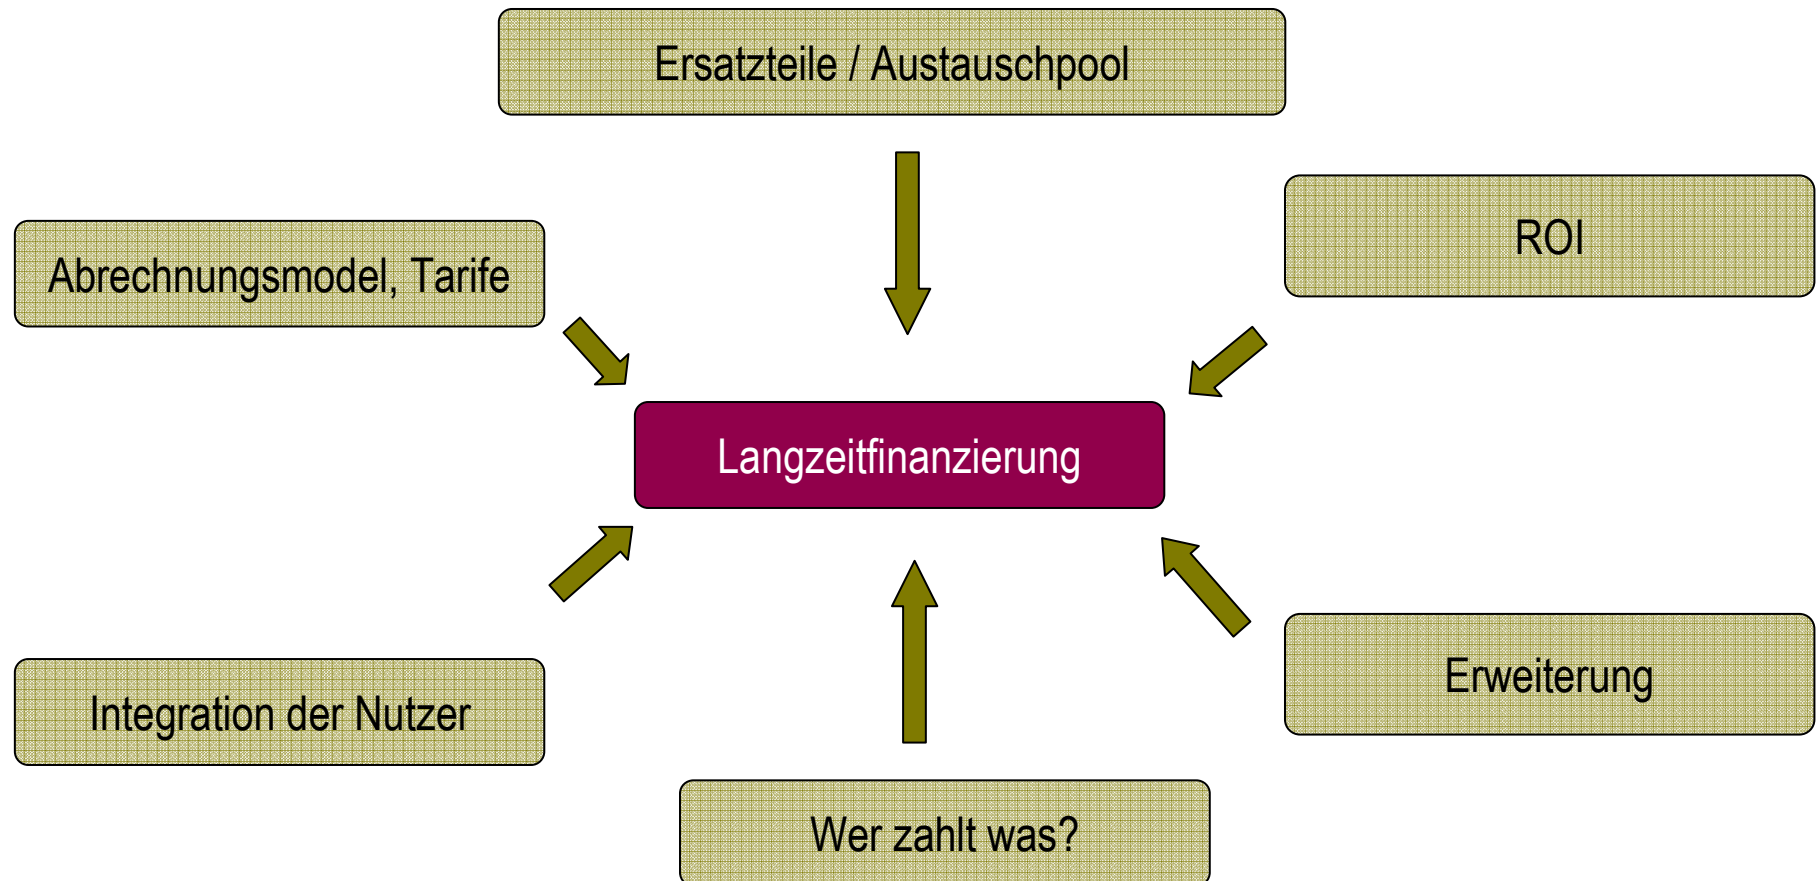 Ersatzteile / Austauschpool
ROI
Abrechnungsmodel, Tarife
Langzeitfinanzierung
Erweiterung
Integration der Nutzer
Wer zahlt was?